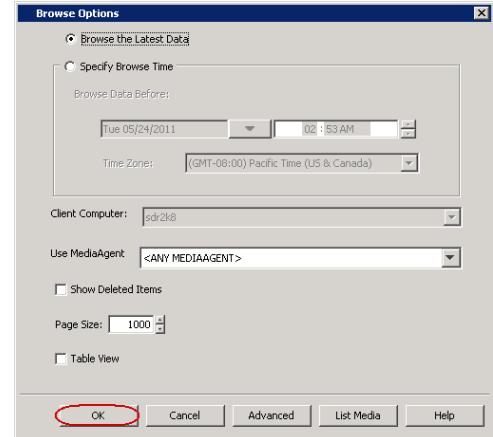 Browse Options
Browse the Latest Data
Specify Browse Time
Browse Data Before:
Tue 05/24/2011 02 : 53 AM
Time Zone: (GMT-08:00) Pacific Time (US & Canada)
Client Computer: sdr2k8
Use MediaAgent <ANY MEDIAAGENT>
Show Deleted Items
Page Size: 1000
Table View
OK Cancel Advanced List Media Help